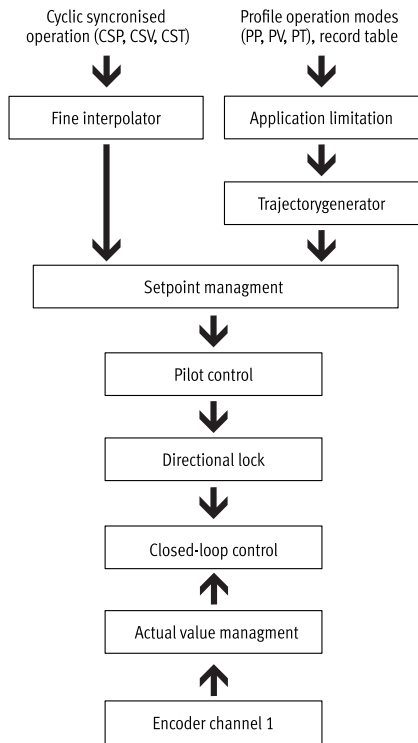 Cyclic syncronised
operation (CSP, CSV, CST)
Profile operation modes
(PP, PV, PT), record table
Fine interpolator
Application limitation
Trajectorygenerator
Setpoint managment
Pilot control
Directional lock
Closed-loop control
Actual value managment
Encoder channel 1